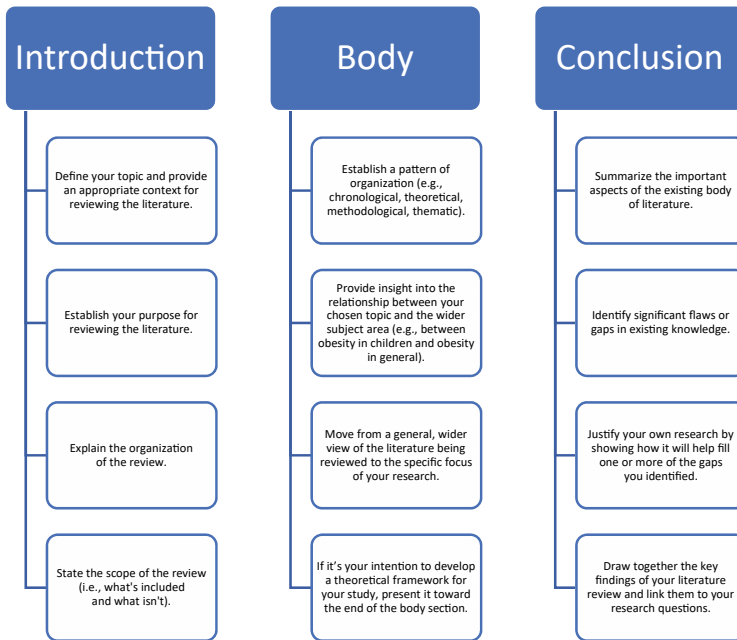 Introduction
Define your topic and provide
an appropriate context for
reviewing the literature.
Establish your purpose for
reviewing the literature.
Explain the organization
of the review.
State the scope of the review
(i.e., what's included
and what isn't).
Body
Establish a pattern of
organization (e.g.,
chronological, theoretical,
methodological, thematic).
Provide insight into the
relationship between your
chosen topic and the wider
subject area (e.g., between
obesity in children and obesity
in general).
Move from a general, wider
view of the literature being
reviewed to the specific focus
of your research.
If it’s your intention to develop
a theoretical framework for
your study, present it toward
the end of the body section.
Conclusion
Summarize the important
aspects of the existing body
of literature.
Identify significant flaws or
gaps in existing knowledge.
Justify your own research by
showing how it will help fill
one or more of the gaps
you identified.
Draw together the key
findings of your literature
review and link them to your
research questions.